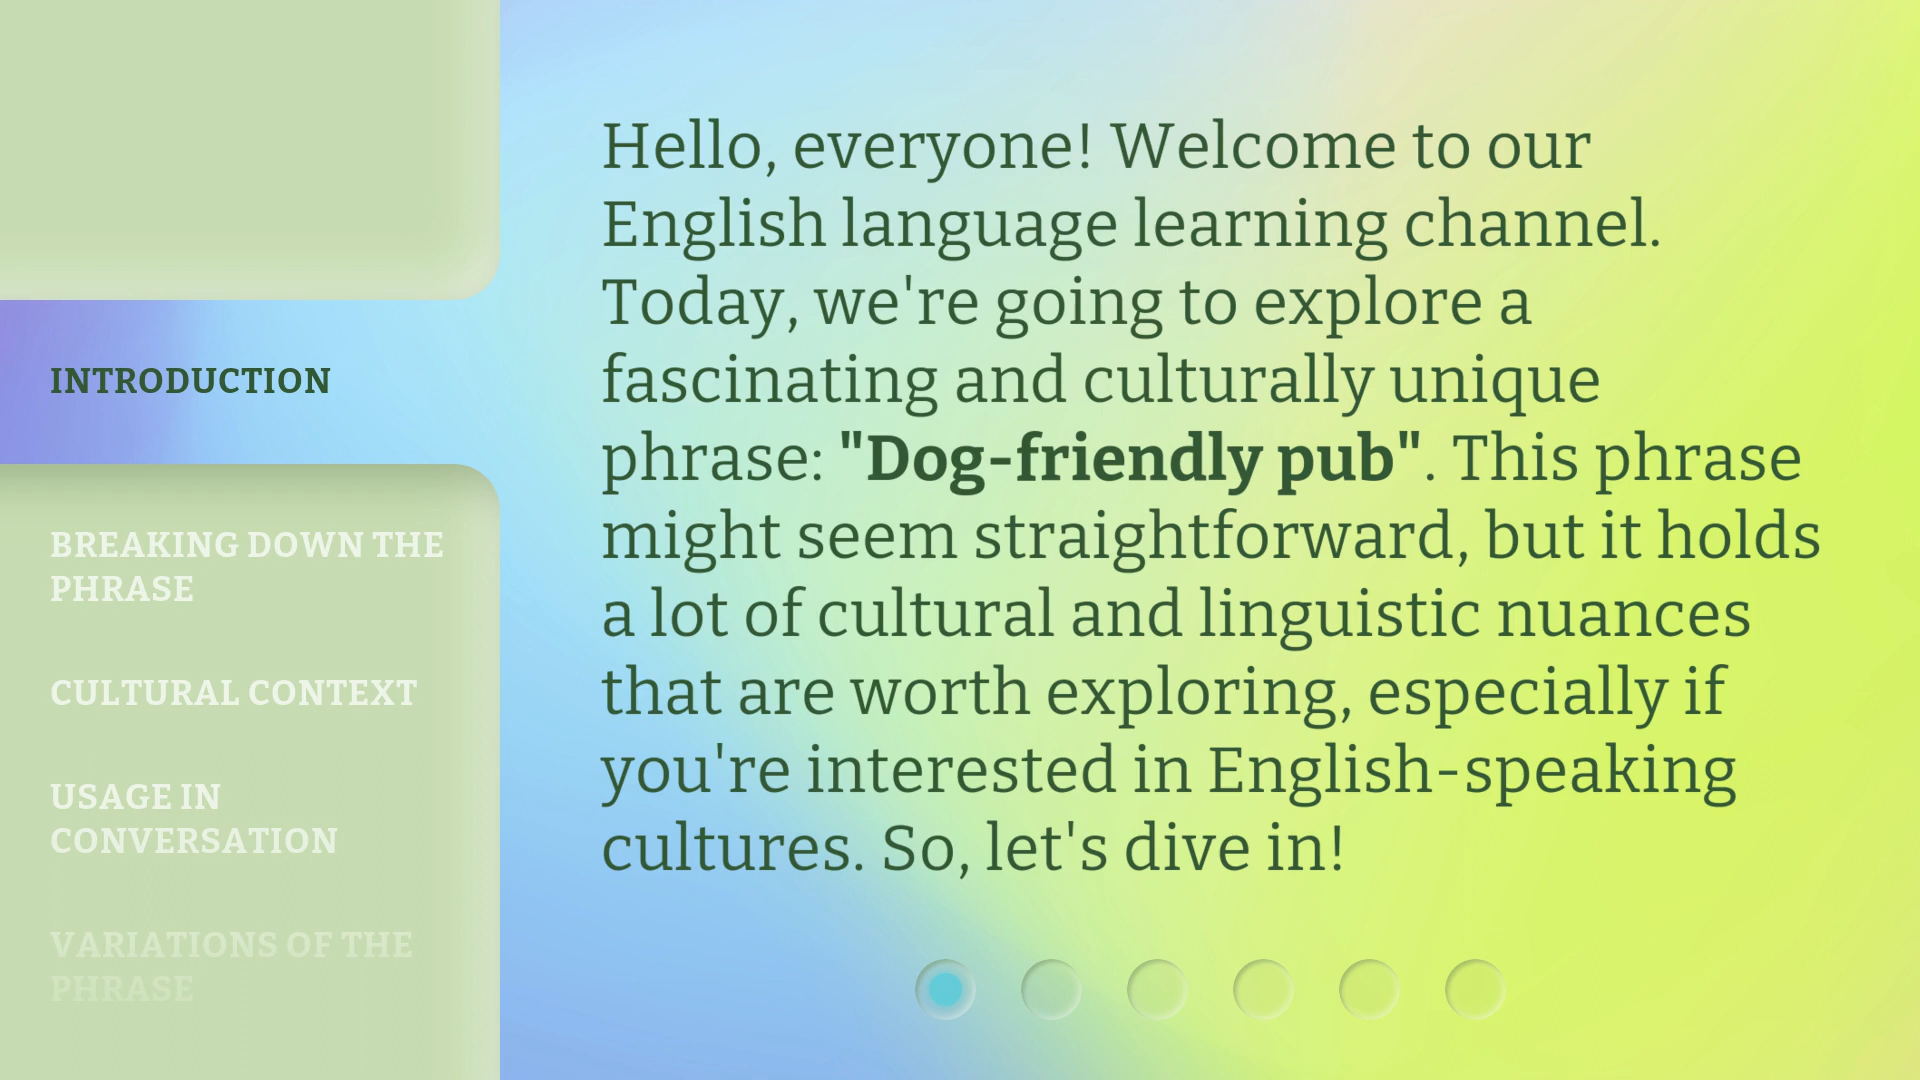 INTRODUCTION
BREAKING DOWN THE
PHRASE
CULTURAL CONTEXT
USAGE IN
CONVERSATION
VARIATIONS OF THE
PHRASE
Hello, everyone! Welcome to our
English language learning channel.
Today, we're going to explore a
fascinating and culturally unique
phrase: "Dog-friendly pub". This phrase
might seem straightforward, but it holds
a lot of cultural and linguistic nuances
that are worth exploring, especially if
you're interested in English-speaking
cultures. So, let's dive in!